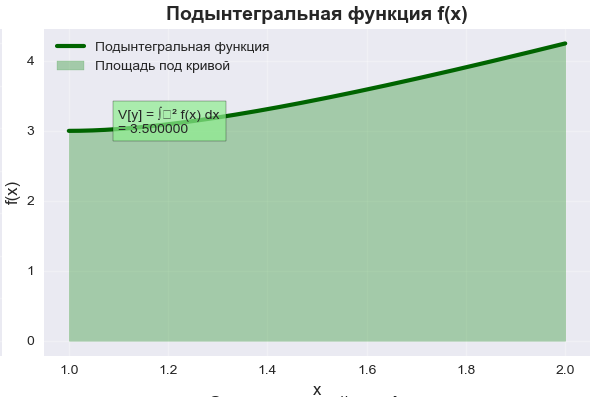 Подынтегральная функция f(x)
Подынтегральная функция
Площадь под кривой
V[y] = ∫□² f(x) dx
= 3.500000
f(x)
4
3
2
1
0
1.0 1.2 1.4 1.6 1.8 2.0
x